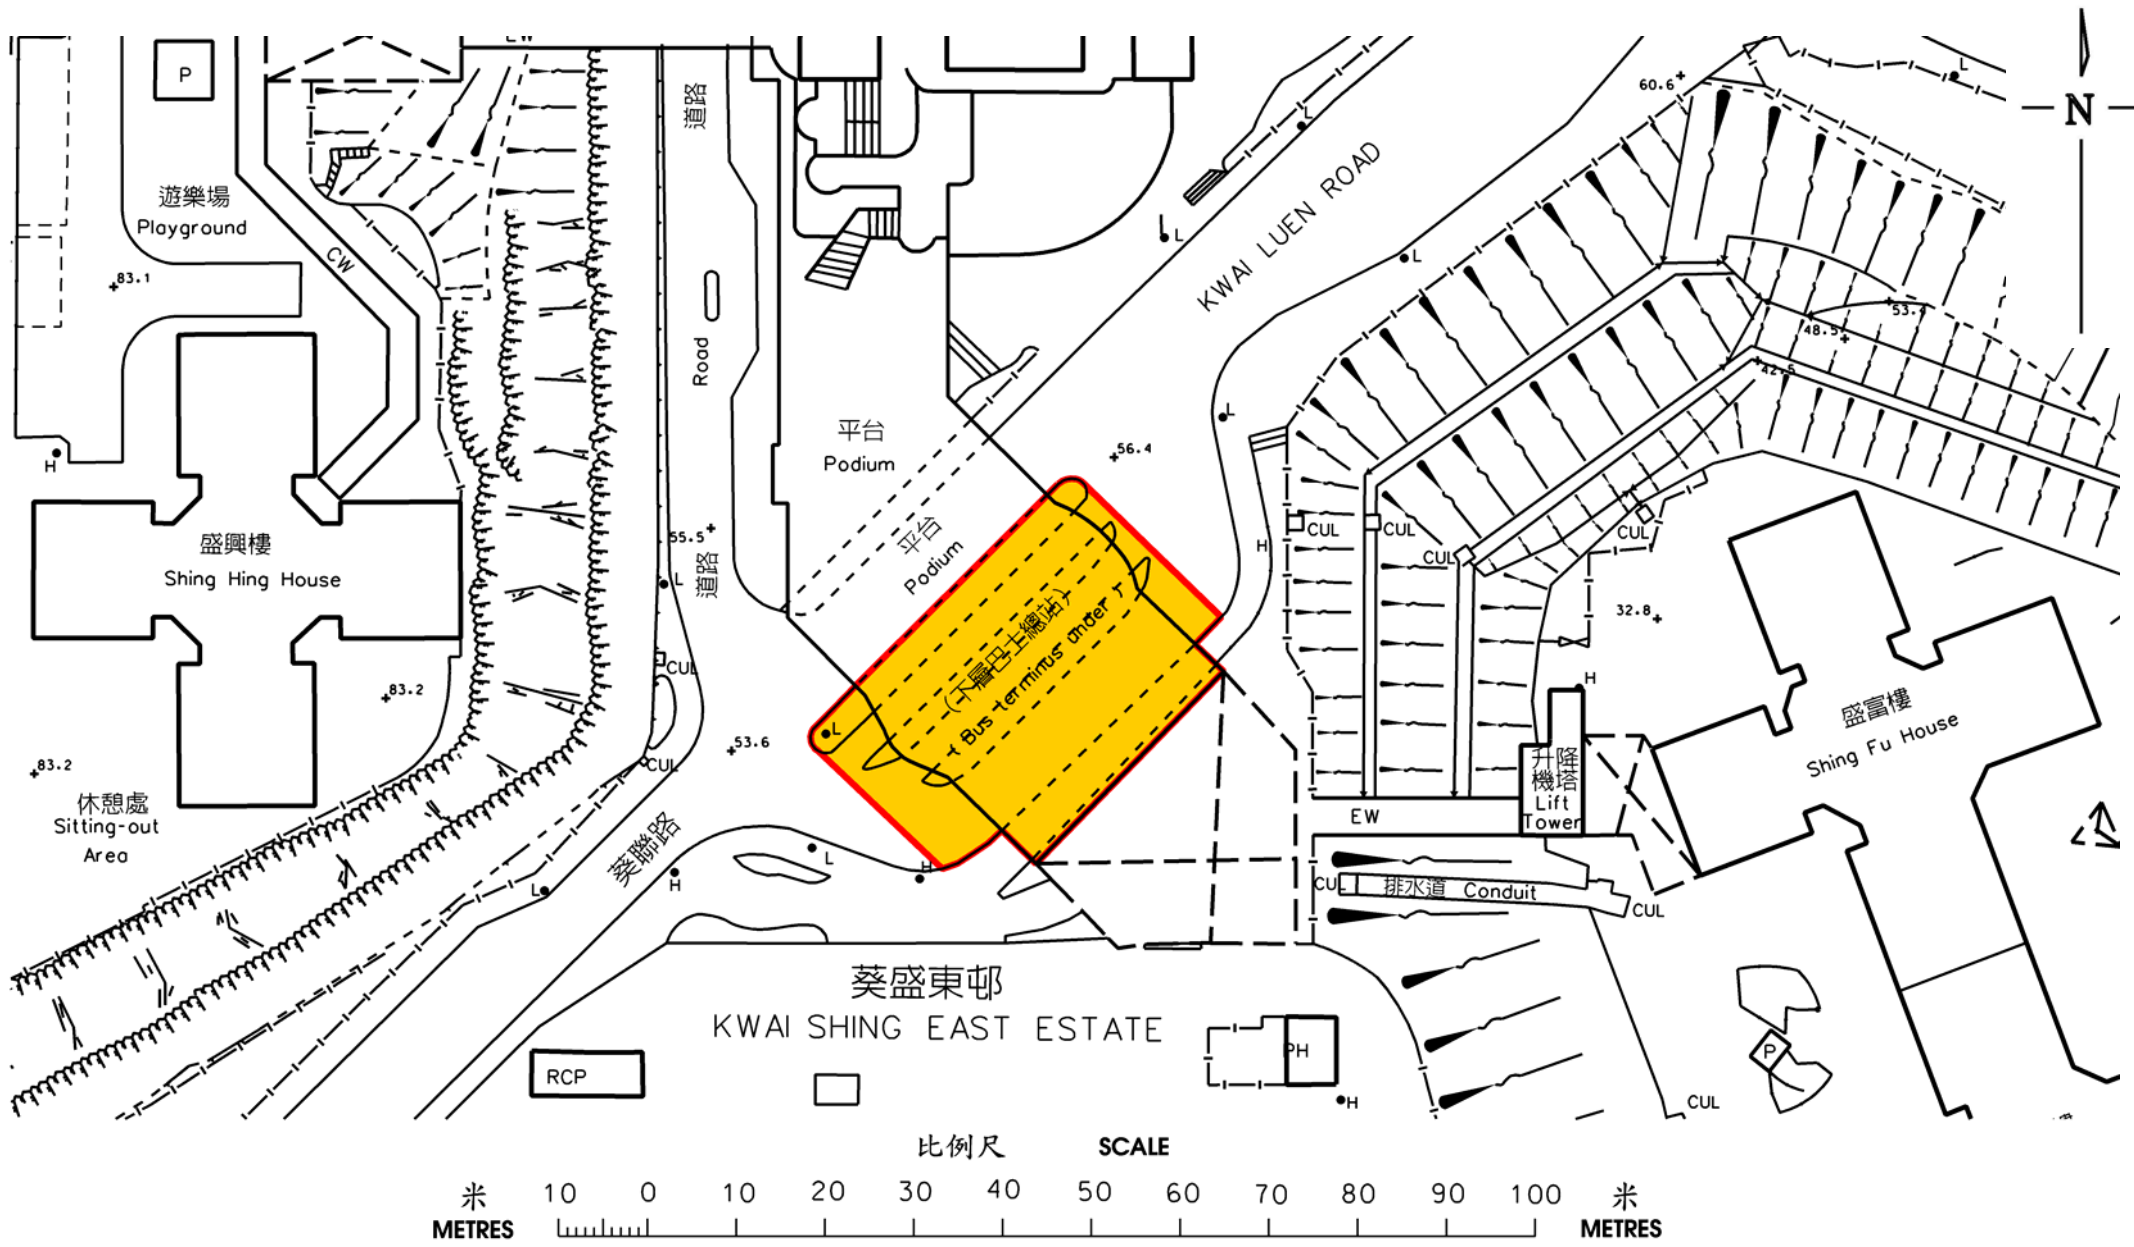 EW
P
道路
60.6
L
N
L
遊樂場
Playground
CW
KWAI LUEN ROAD
L
L
83.1
53.4
48.5
Road
42.5
L
平台
Podium
56.4
H
CUL
CUL
CUL
CUL
盛興樓
Shing Hing House
55.5
道路
L
平台
Podium
H
(下層巴士總站)
( Bus terminus under )
32.8
CUL
83.2
H
盛富樓
Shing Fu House
L
53.6
CUL
83.2
升降
機塔
Lift
Tower
休憩處
Sitting-out
Area
EW
葵聯路
L
H
H
L
CUL
排水道 Conduit
CUL
葵盛東邨
KWAI SHING EAST ESTATE
RCP
PH
P
H
CUL
比例尺 SCALE
米 10 0 10 20 30 40 50 60 70 80 90 100 米
METRES METRES